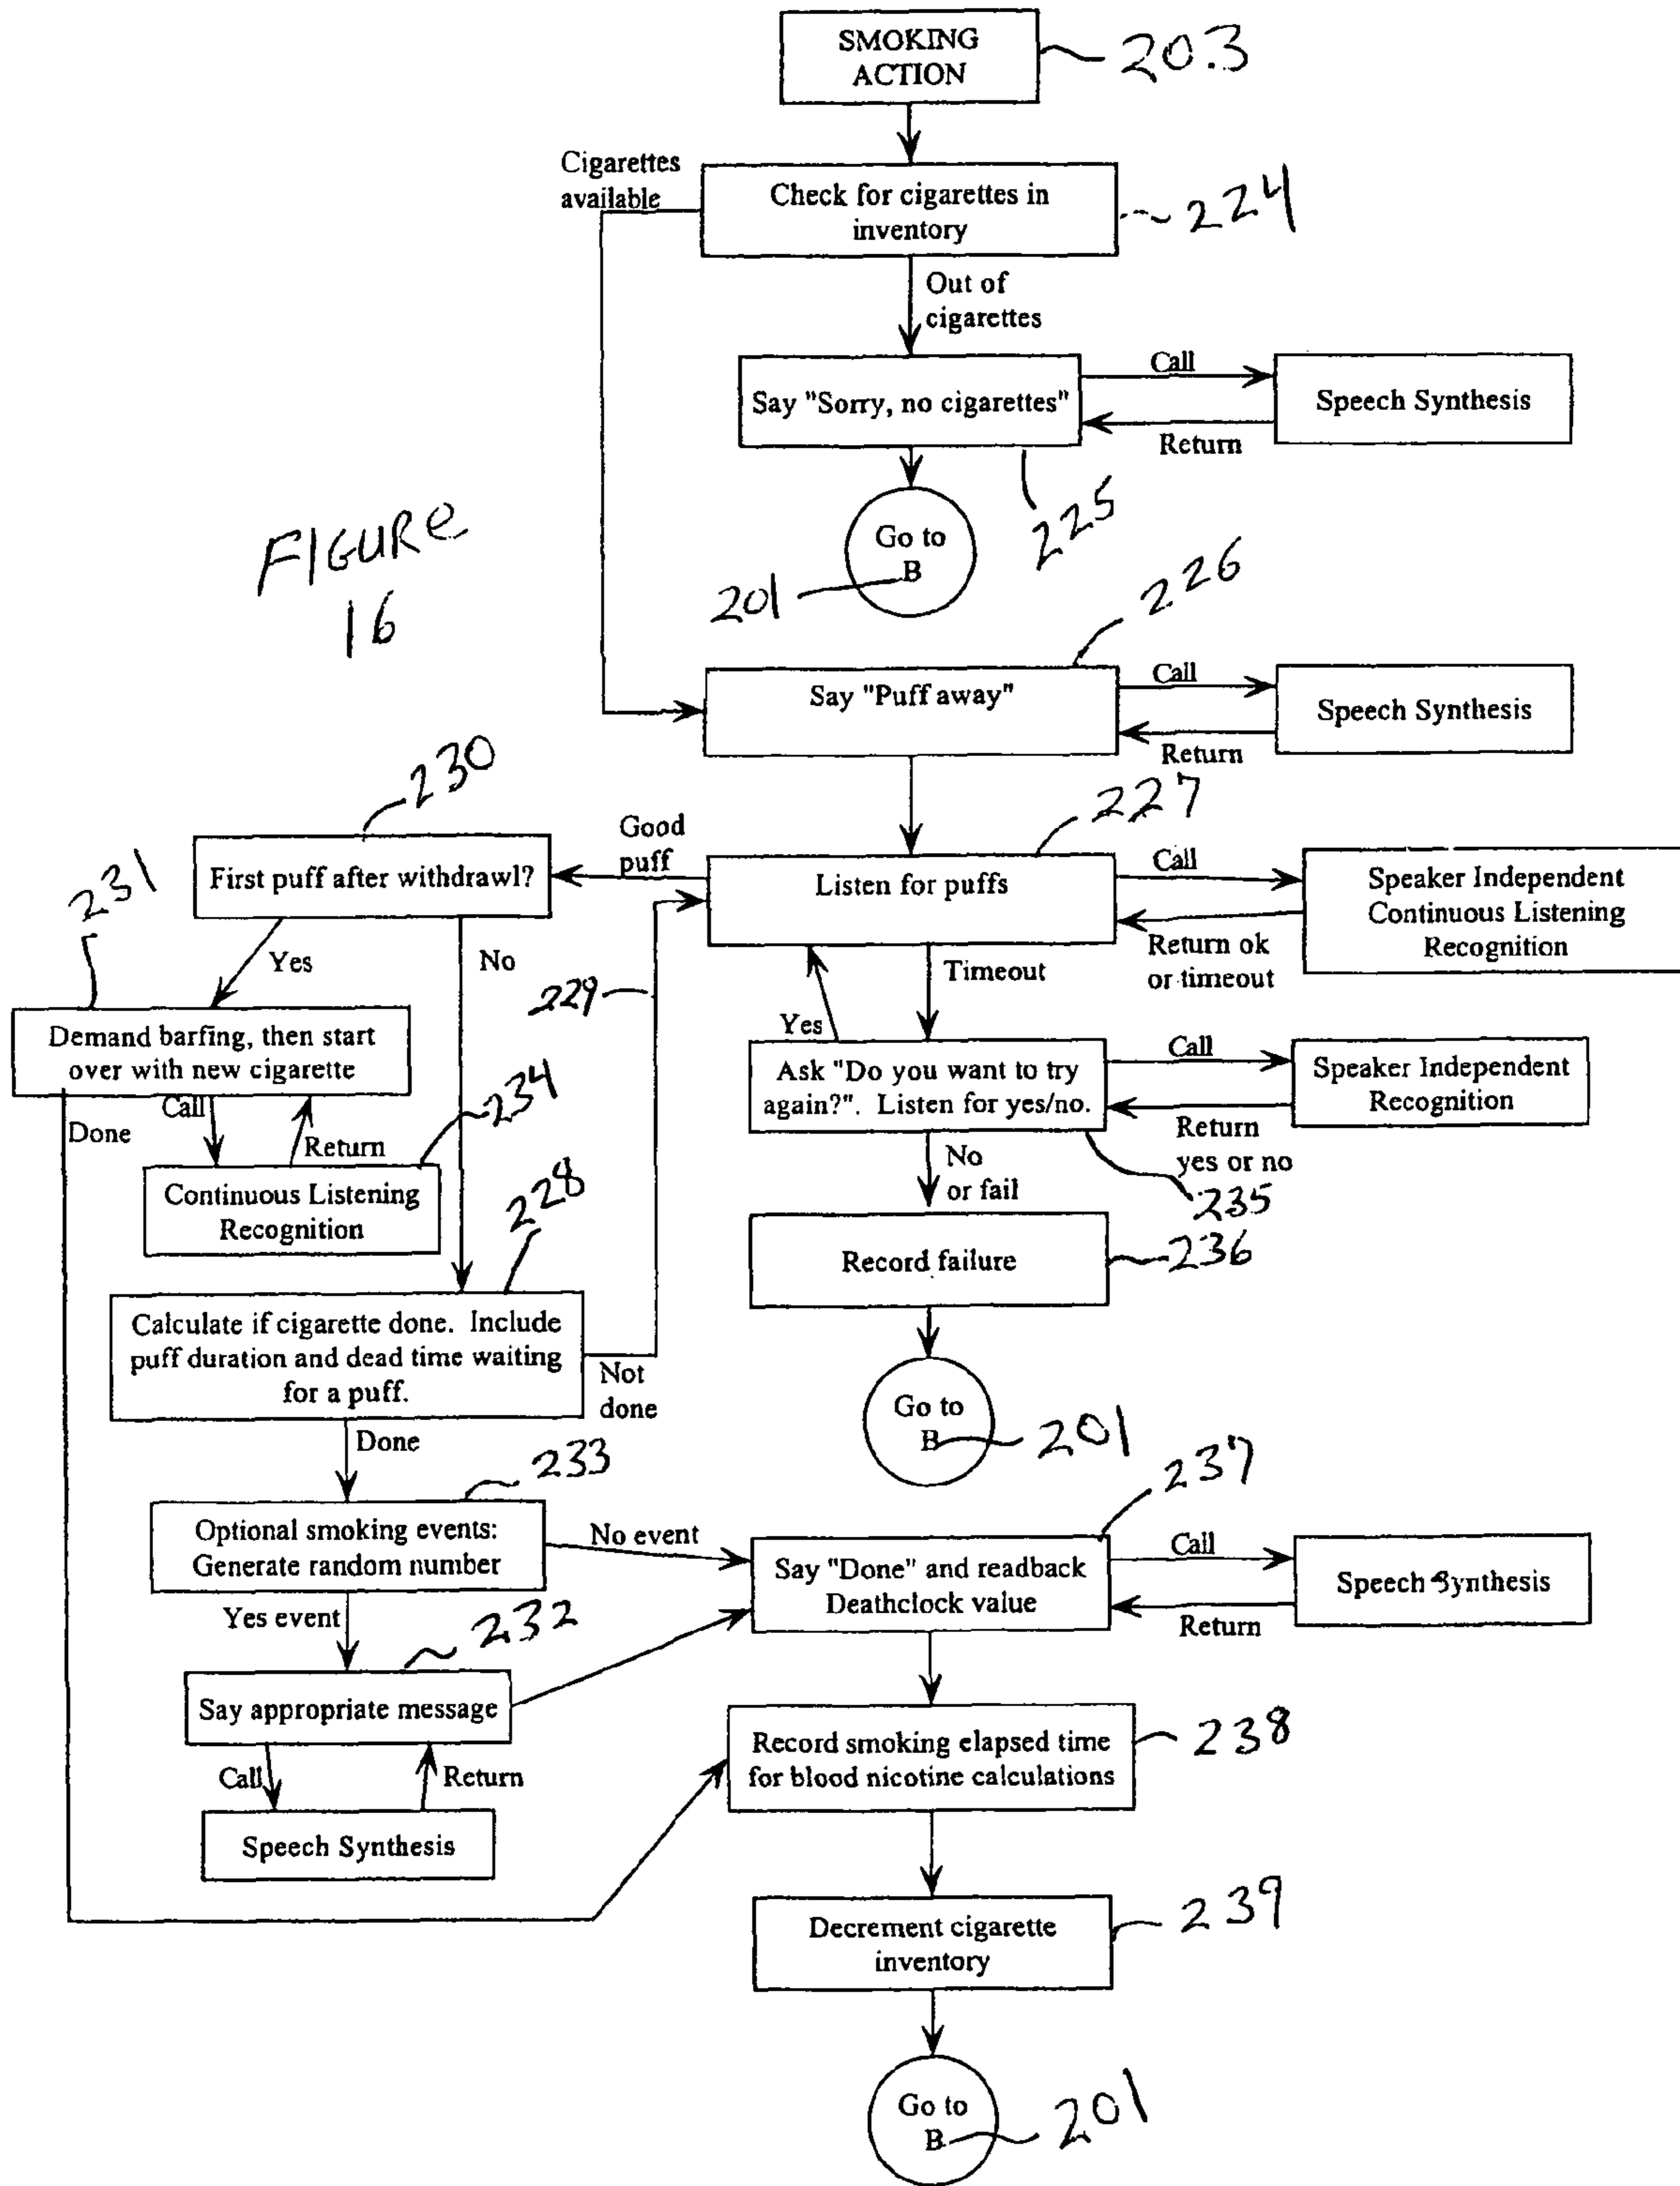 SMOKING
ACTION
203
Cigarettes
available
Check for cigarettes in
inventory
224
Out of
cigarettes
Say "Sorry, no cigarettes"
Call
Return
Speech Synthesis
225
Go to
B
201
FIGURE
16
226
Say "Puff away"
Call
Return
Speech Synthesis
230
227
First puff after withdrawl?
Good
puff
Listen for puffs
Call
Return ok
or timeout
Speaker Independent
Continuous Listening
Recognition
231
Yes
No
229
Timeout
Yes
Demand barfing, then start
over with new cigarette
Call
Return
Done
234
Continuous Listening
Recognition
Ask "Do you want to try
again?". Listen for yes/no.
Call
Return
yes or no
Speaker Independent
Recognition
235
No
or fail
228
Record failure
236
Calculate if cigarette done. Include
puff duration and dead time waiting
for a puff.
Not
done
Go to
B
201
Done
233
237
Optional smoking events:
Generate random number
No event
Say "Done" and readback
Deathclock value
Call
Return
Speech Synthesis
Yes event
232
Say appropriate message
Call
Return
Speech Synthesis
Record smoking elapsed time
for blood nicotine calculations
238
Decrement cigarette
inventory
239
Go to
B
201